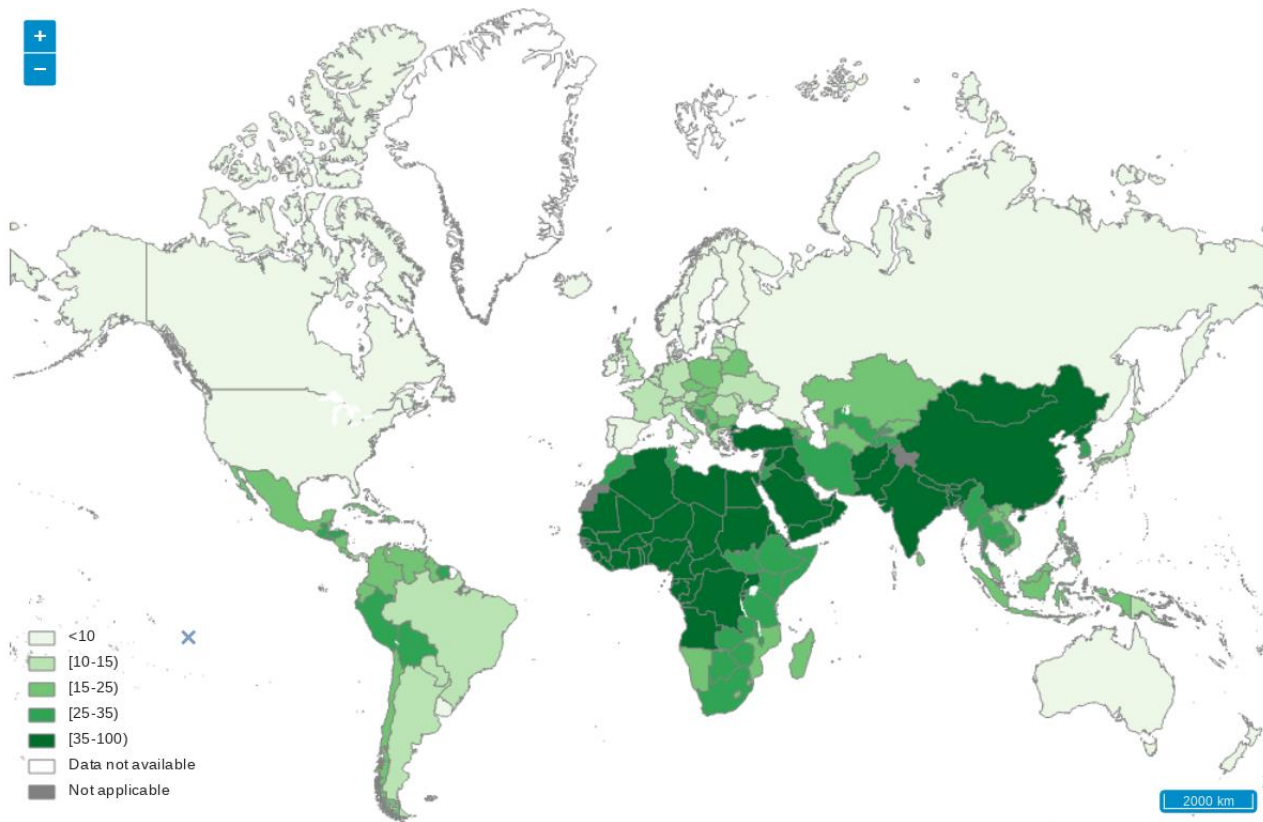 +
−
<10
[10-15)
[15-25)
[25-35)
[35-100)
Data not available
Not applicable
2000 km